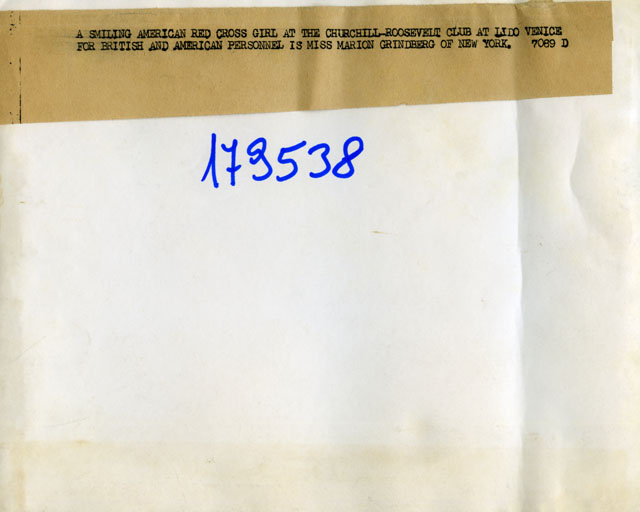 A SMILING AMERICAN RED CROSS GIRL AT THE CHURCHILL-ROOSEVELT CLUB AT LIDO VENICE
FOR BRITISH AND AMERICAN PERSONNEL IS MISS MARION GRINDBERG OF NEW YORK. 7089 D
179538